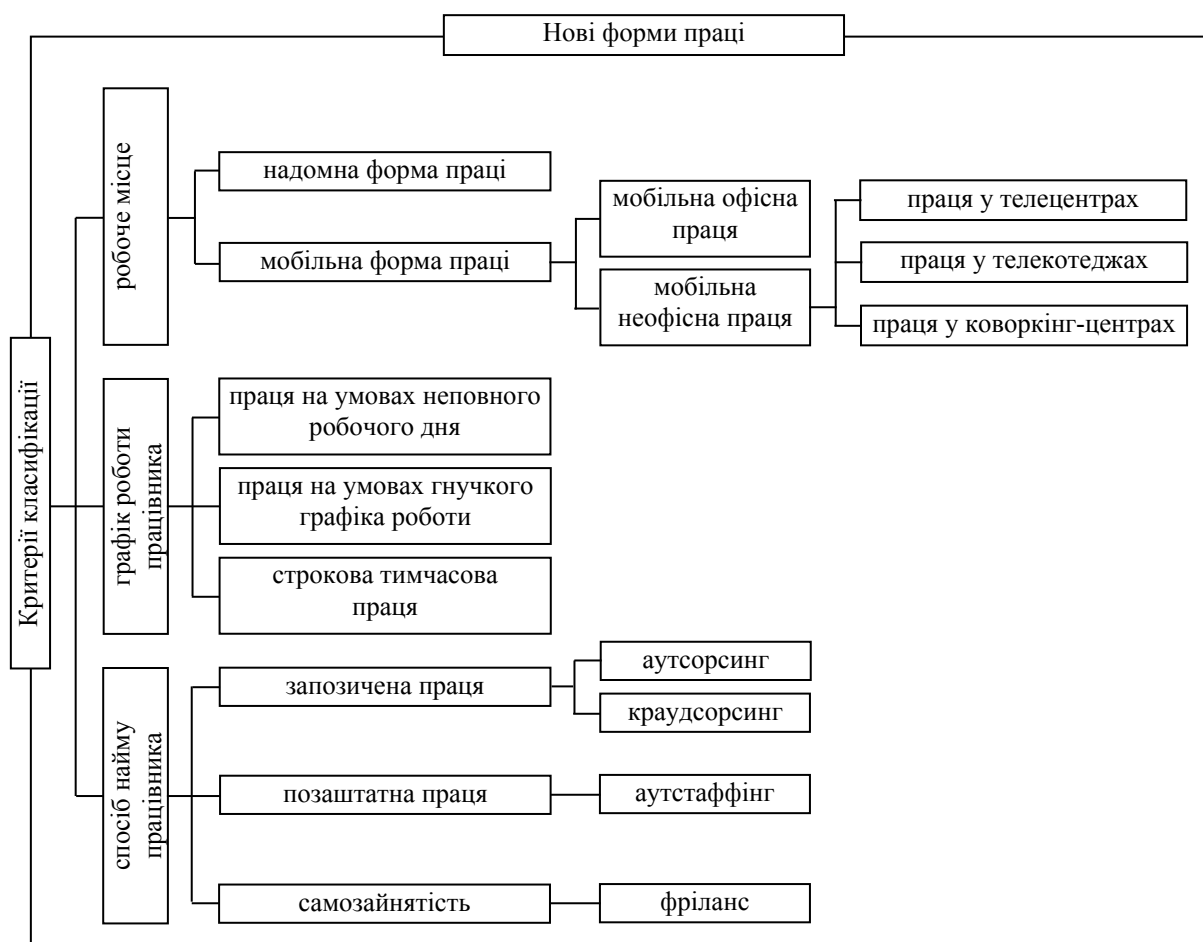 Нові форми праці
Критерії класифікації
робоче місце
надомна форма праці
мобільна форма праці
мобільна офісна
праця
мобільна
неофісна праця
праця у телецентрах
праця у телекотеджах
праця у коворкінг-центрах
графік роботи
працівника
праця на умовах неповного
робочого дня
праця на умовах гнучкого
графіка роботи
строкова тимчасова
праця
спосіб найму
працівника
запозичена праця
аутсорсинг
краудсорсинг
позаштатна праця
аутстаффінг
самозайнятість
фріланс